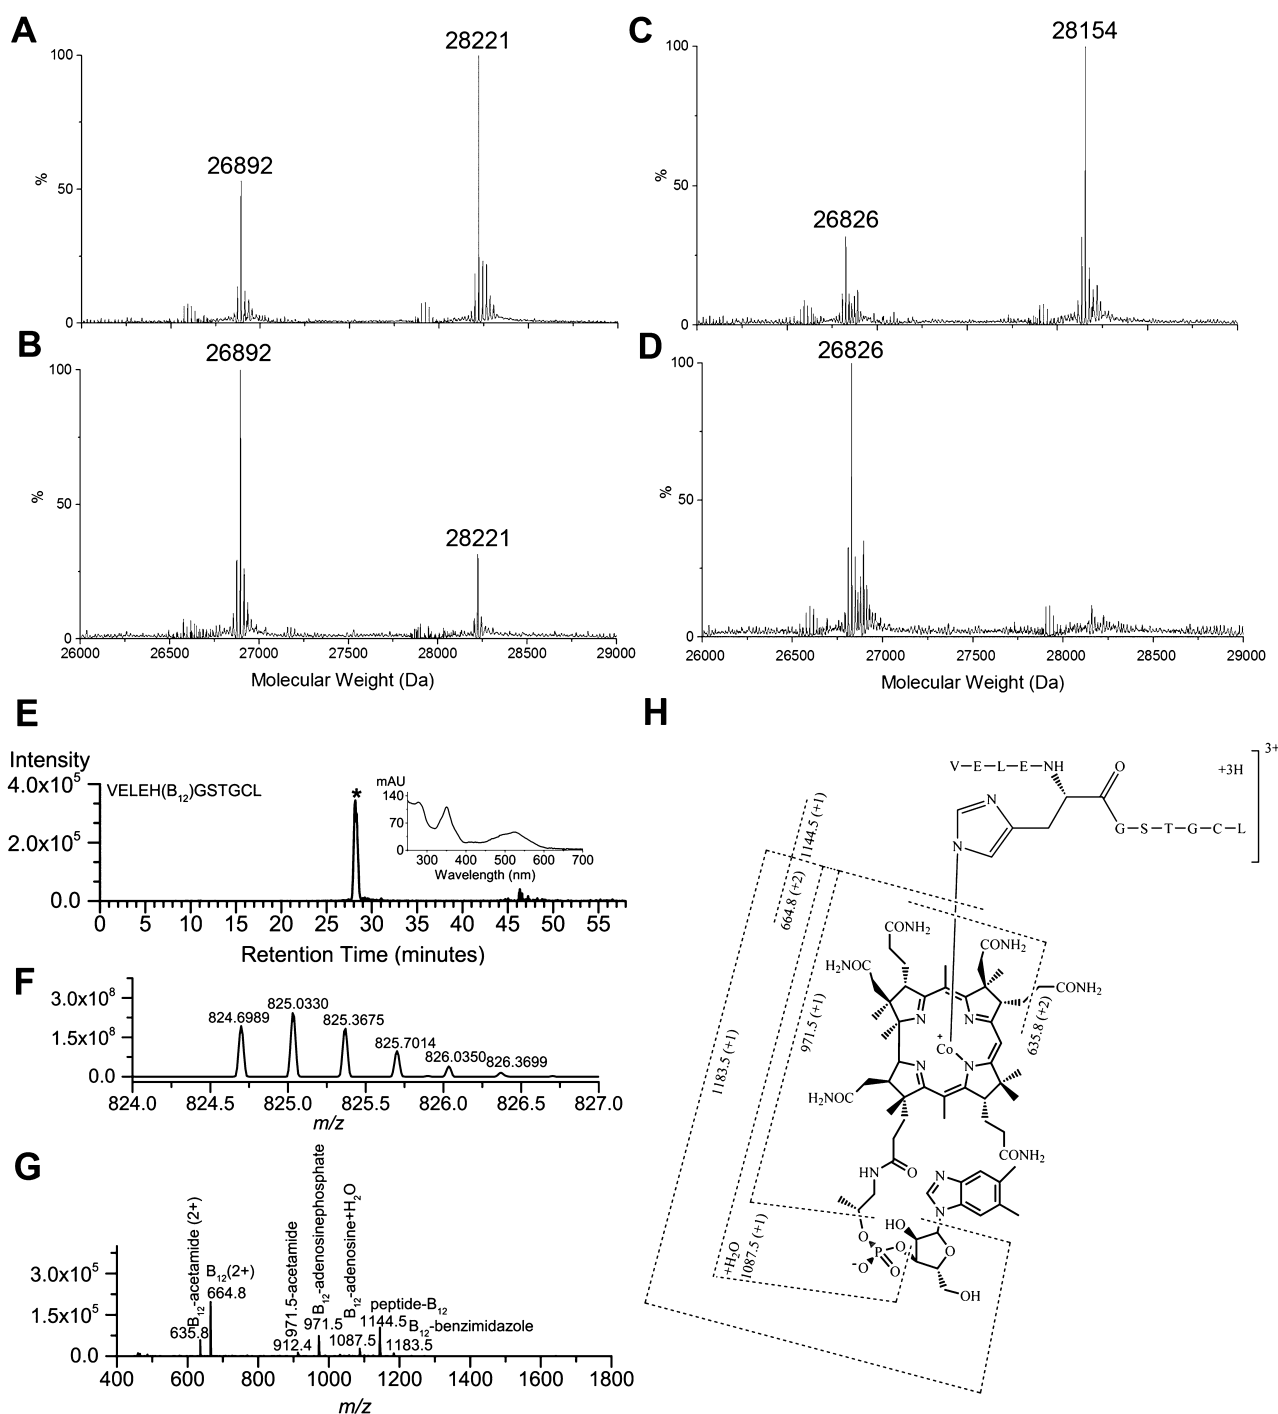 A
28221
100
26892
50
%
0
C
28154
100
50
%
26826
0
B
26892
100
50
%
28221
0
26000 26500 27000 27500 28000 28500 29000
Molecular Weight (Da)
D
26826
100
50
%
0
26000 26500 27000 27500 28000 28500 29000
Molecular Weight (Da)
E
Intensity
4.0x10⁵
2.0x10⁵
0.0
VELEH(B₁₂)GSTGCL
*
mAU
140
70
0
300 400 500 600 700
Wavelength (nm)
0 5 10 15 20 25 30 35 40 45 50 55
Retention Time (minutes)
F
3.0x10⁸
1.5x10⁸
0.0
824.6989
825.0330
825.3675
825.7014
826.0350
826.3699
824.0 824.5 825.0 825.5 826.0 826.5 827.0
m/z
G
3.0x10⁵
1.5x10⁵
0.0
B₁₂-acetamide (2+)
635.8
B₁₂(2+)
664.8
971.5-acetamide
912.4
B₁₂-adenosinephosphate
971.5
B₁₂-adenosine+H₂O
1087.5
peptide-B₁₂
1144.5
B₁₂-benzimidazole
1183.5
400 600 800 1000 1200 1400 1600 1800
m/z
H
3+
+3H
V-E-L-E-NH
O
N
G-S-T-G-C-L
N
1144.5 (+1)
664.8 (+2)
971.5 (+1)
1183.5 (+1)
635.8 (+2)
+H₂O
1087.5 (+1)
CONH₂
CONH₂
H₂NOC
CONH₂
N
N
+
Co
N
N
H₂NOC
CONH₂
O
HN
N
N
HO
O
P
O
O
-O
O
OH